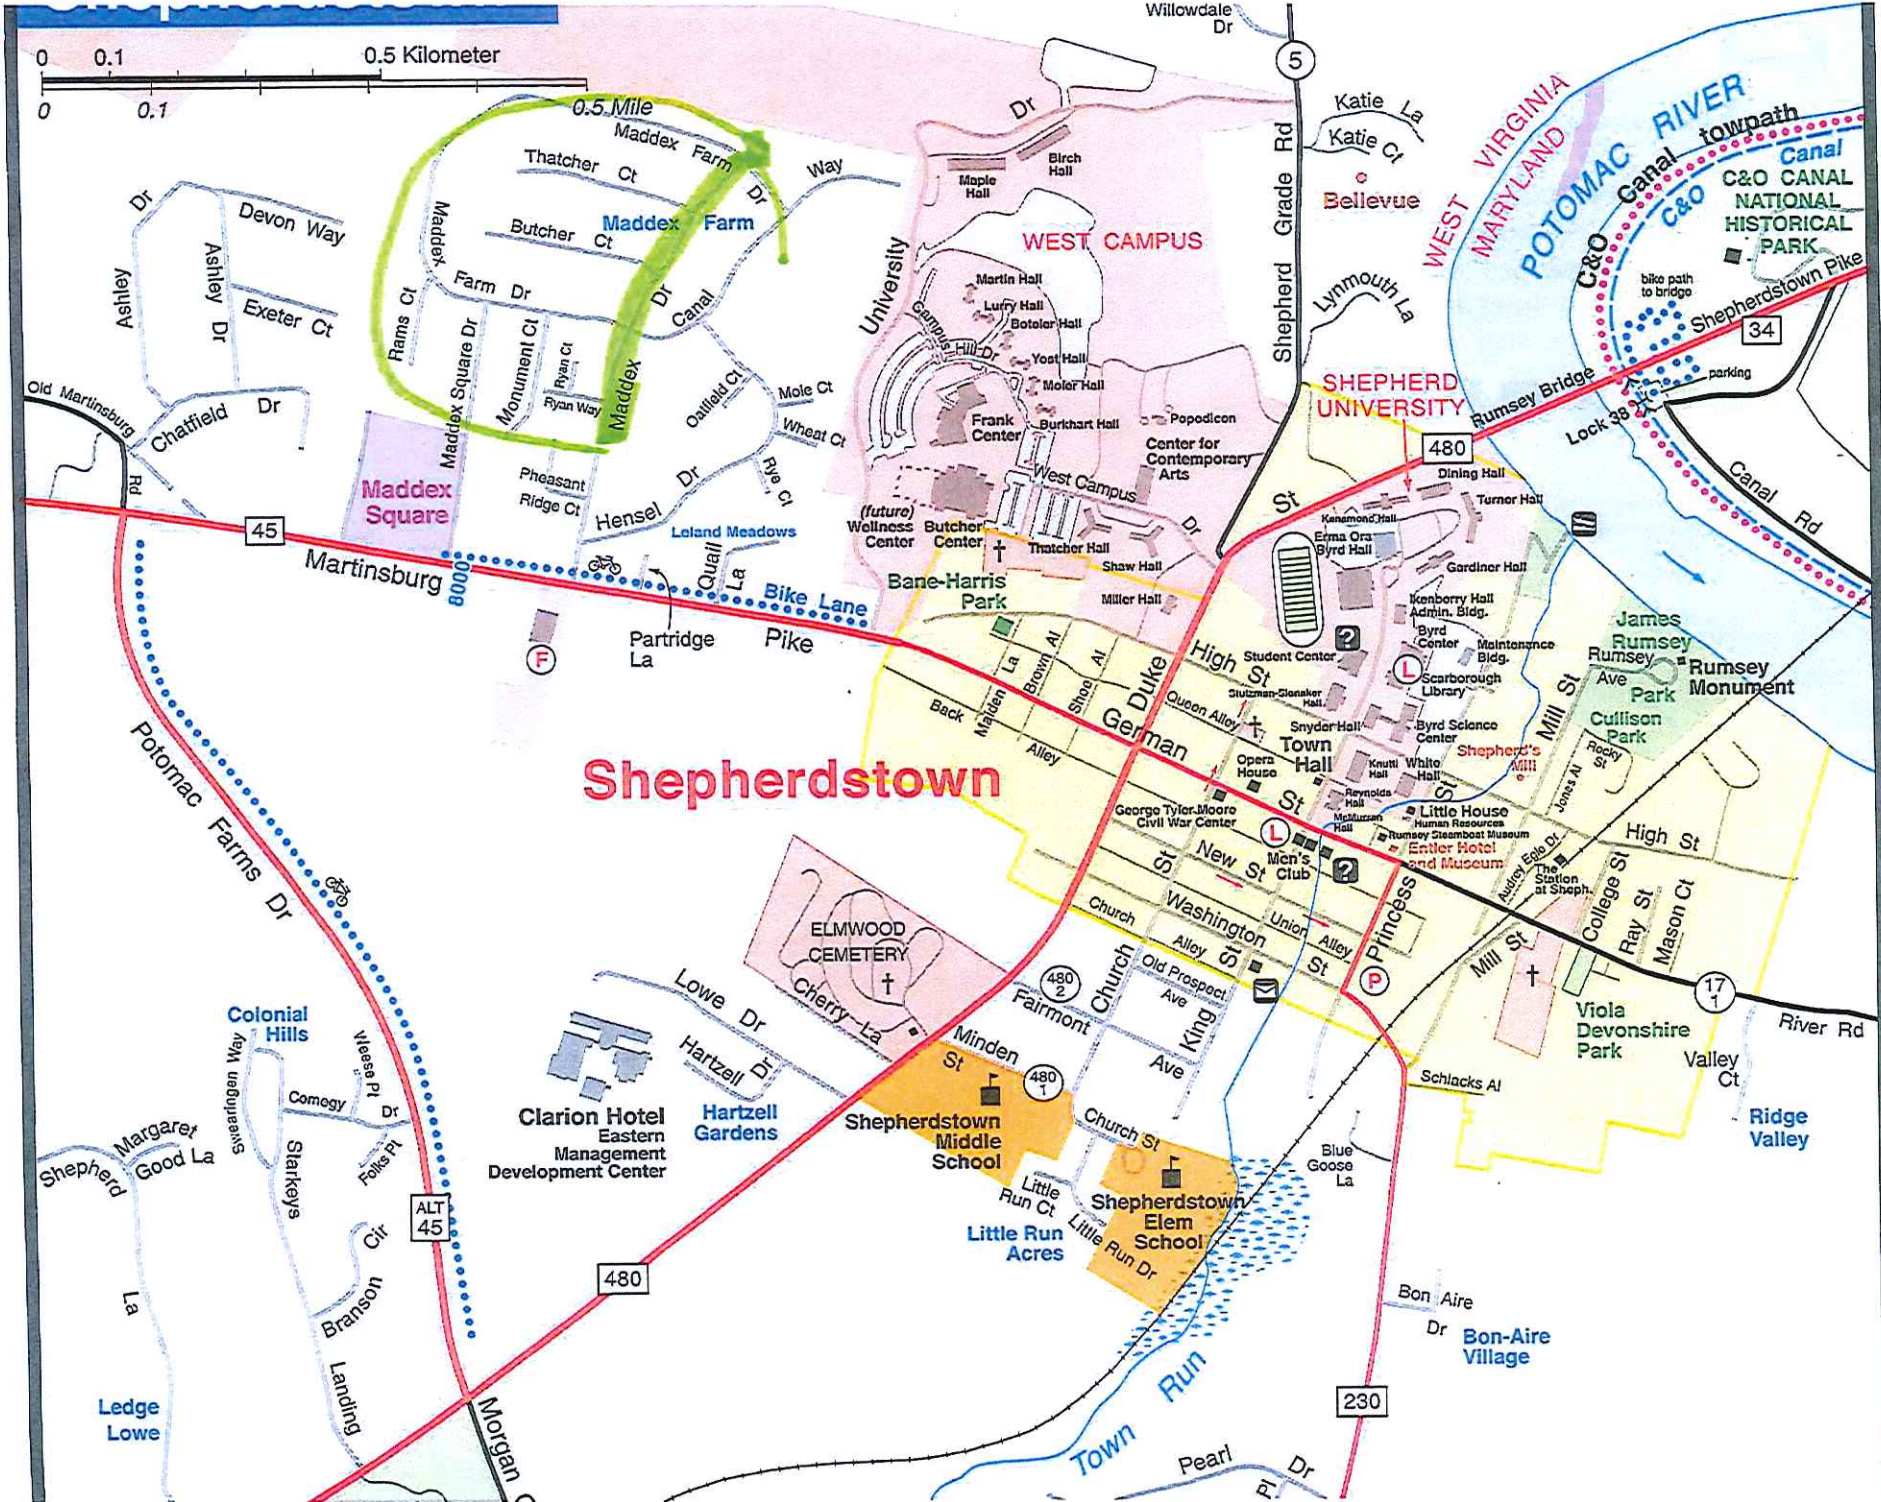 0 0.1 0.5 Kilometer
0 0.1 0.5 Mile
Willowdale
Dr
5
Katie La
Katie Ct
Bellevue
WEST VIRGINIA
MARYLAND
POTOMAC RIVER
C&O Canal towpath
C&O Canal
C&O CANAL
NATIONAL
HISTORICAL
PARK
bike path
to bridge
Shepherdstown Pike
34
parking
Lock 38
Rumsey Bridge
480
Canal Rd
Shepherd Grade Rd
Lynmouth La
SHEPHERD
UNIVERSITY
Dr
Birch
Hall
Maple
Hall
WEST CAMPUS
University
Martin Hall
Lurry Hall
Boteler Hall
Campus Hill Dr
Yost Hall
Moler Hall
Burkhart Hall
Popodicon
Frank
Center
Center for
Contemporary
Arts
West Campus Dr
(future)
Wellness
Center
Butcher
Center
Thatcher Hall
Shaw Hall
Miller Hall
Bane-Harris
Park
Maddex Farm Dr
Thatcher Ct
Butcher Ct
Maddex Farm
Way
Canal
Maddex
Farm Dr
Rams Ct
Maddex Square Dr
Monument Ct
Ryan Ct
Ryan Way
Maddex Dr
Oatfield Ct
Mole Ct
Wheat Ct
Rye Ct
Hensel Dr
Pheasant
Ridge Ct
Leland Meadows
Quail La
Partridge
La
Bike Lane
Maddex
Square
8000
F
Ashley Dr
Devon Way
Ashley Dr
Exeter Ct
Chatfield Dr
Old Martinsburg Rd
45
Martinsburg Pike
Potomac Farms Dr
Shepherdstown
St
Dining Hall
Turner Hall
Kenamond Hall
Erma Ora
Byrd Hall
Gardiner Hall
Ikenberry Hall
Admin. Bldg.
Byrd
Center
Maintenance
Bldg.
?
Student Center
L
Scarborough
Library
Stutzman-Slonaker
Hall
Snyder Hall
Byrd Science
Center
Knutti
Hall
White
Hall
Reynolds
Hall
McMurran
Hall
Town
Hall
Opera
House
George Tyler Moore
Civil War Center
L
Men's
Club
?
Little House
Human Resources
Rumsey Steamboat Museum
Entler Hotel
and Museum
Shepherd's
Mill
James
Rumsey
Park
Rumsey
Ave
Rumsey
Monument
Cullison
Park
Mill St
Rocky
St
Jones Al
High St
Audrey Egle Dr
The
Station
at Sheph.
College St
Ray St
Mason Ct
Mill St
Viola
Devonshire
Park
17
1
River Rd
Valley
Ct
Ridge
Valley
High St
Duke
German St
Queen Alley
Maiden La
Brown Al
Shoe Al
Back Alley
New St
Washington St
Union Alley
Church Alley
Princess St
P
Church St
King St
Old Prospect
Ave
480
2
Fairmont Ave
Minden
St
480
1
Church St
Schlacks Al
Blue
Goose
La
ELMWOOD
CEMETERY
Cherry La
Lowe Dr
Hartzell Dr
Hartzell
Gardens
Clarion Hotel
Eastern
Management
Development Center
Shepherdstown
Middle
School
Shepherdstown
Elem
School
Little
Run Ct
Little Run Dr
Little Run
Acres
480
Colonial
Hills
Swearingen Way
Weese Pt
Comegy Dr
Folks Pl
Starkeys Landing
Branson Cir
ALT
45
Margaret
Good La
Shepherd
La
Ledge
Lowe
Morgan
Town Run
Bon Aire
Dr
Bon-Aire
Village
230
Pearl Dr
Pl